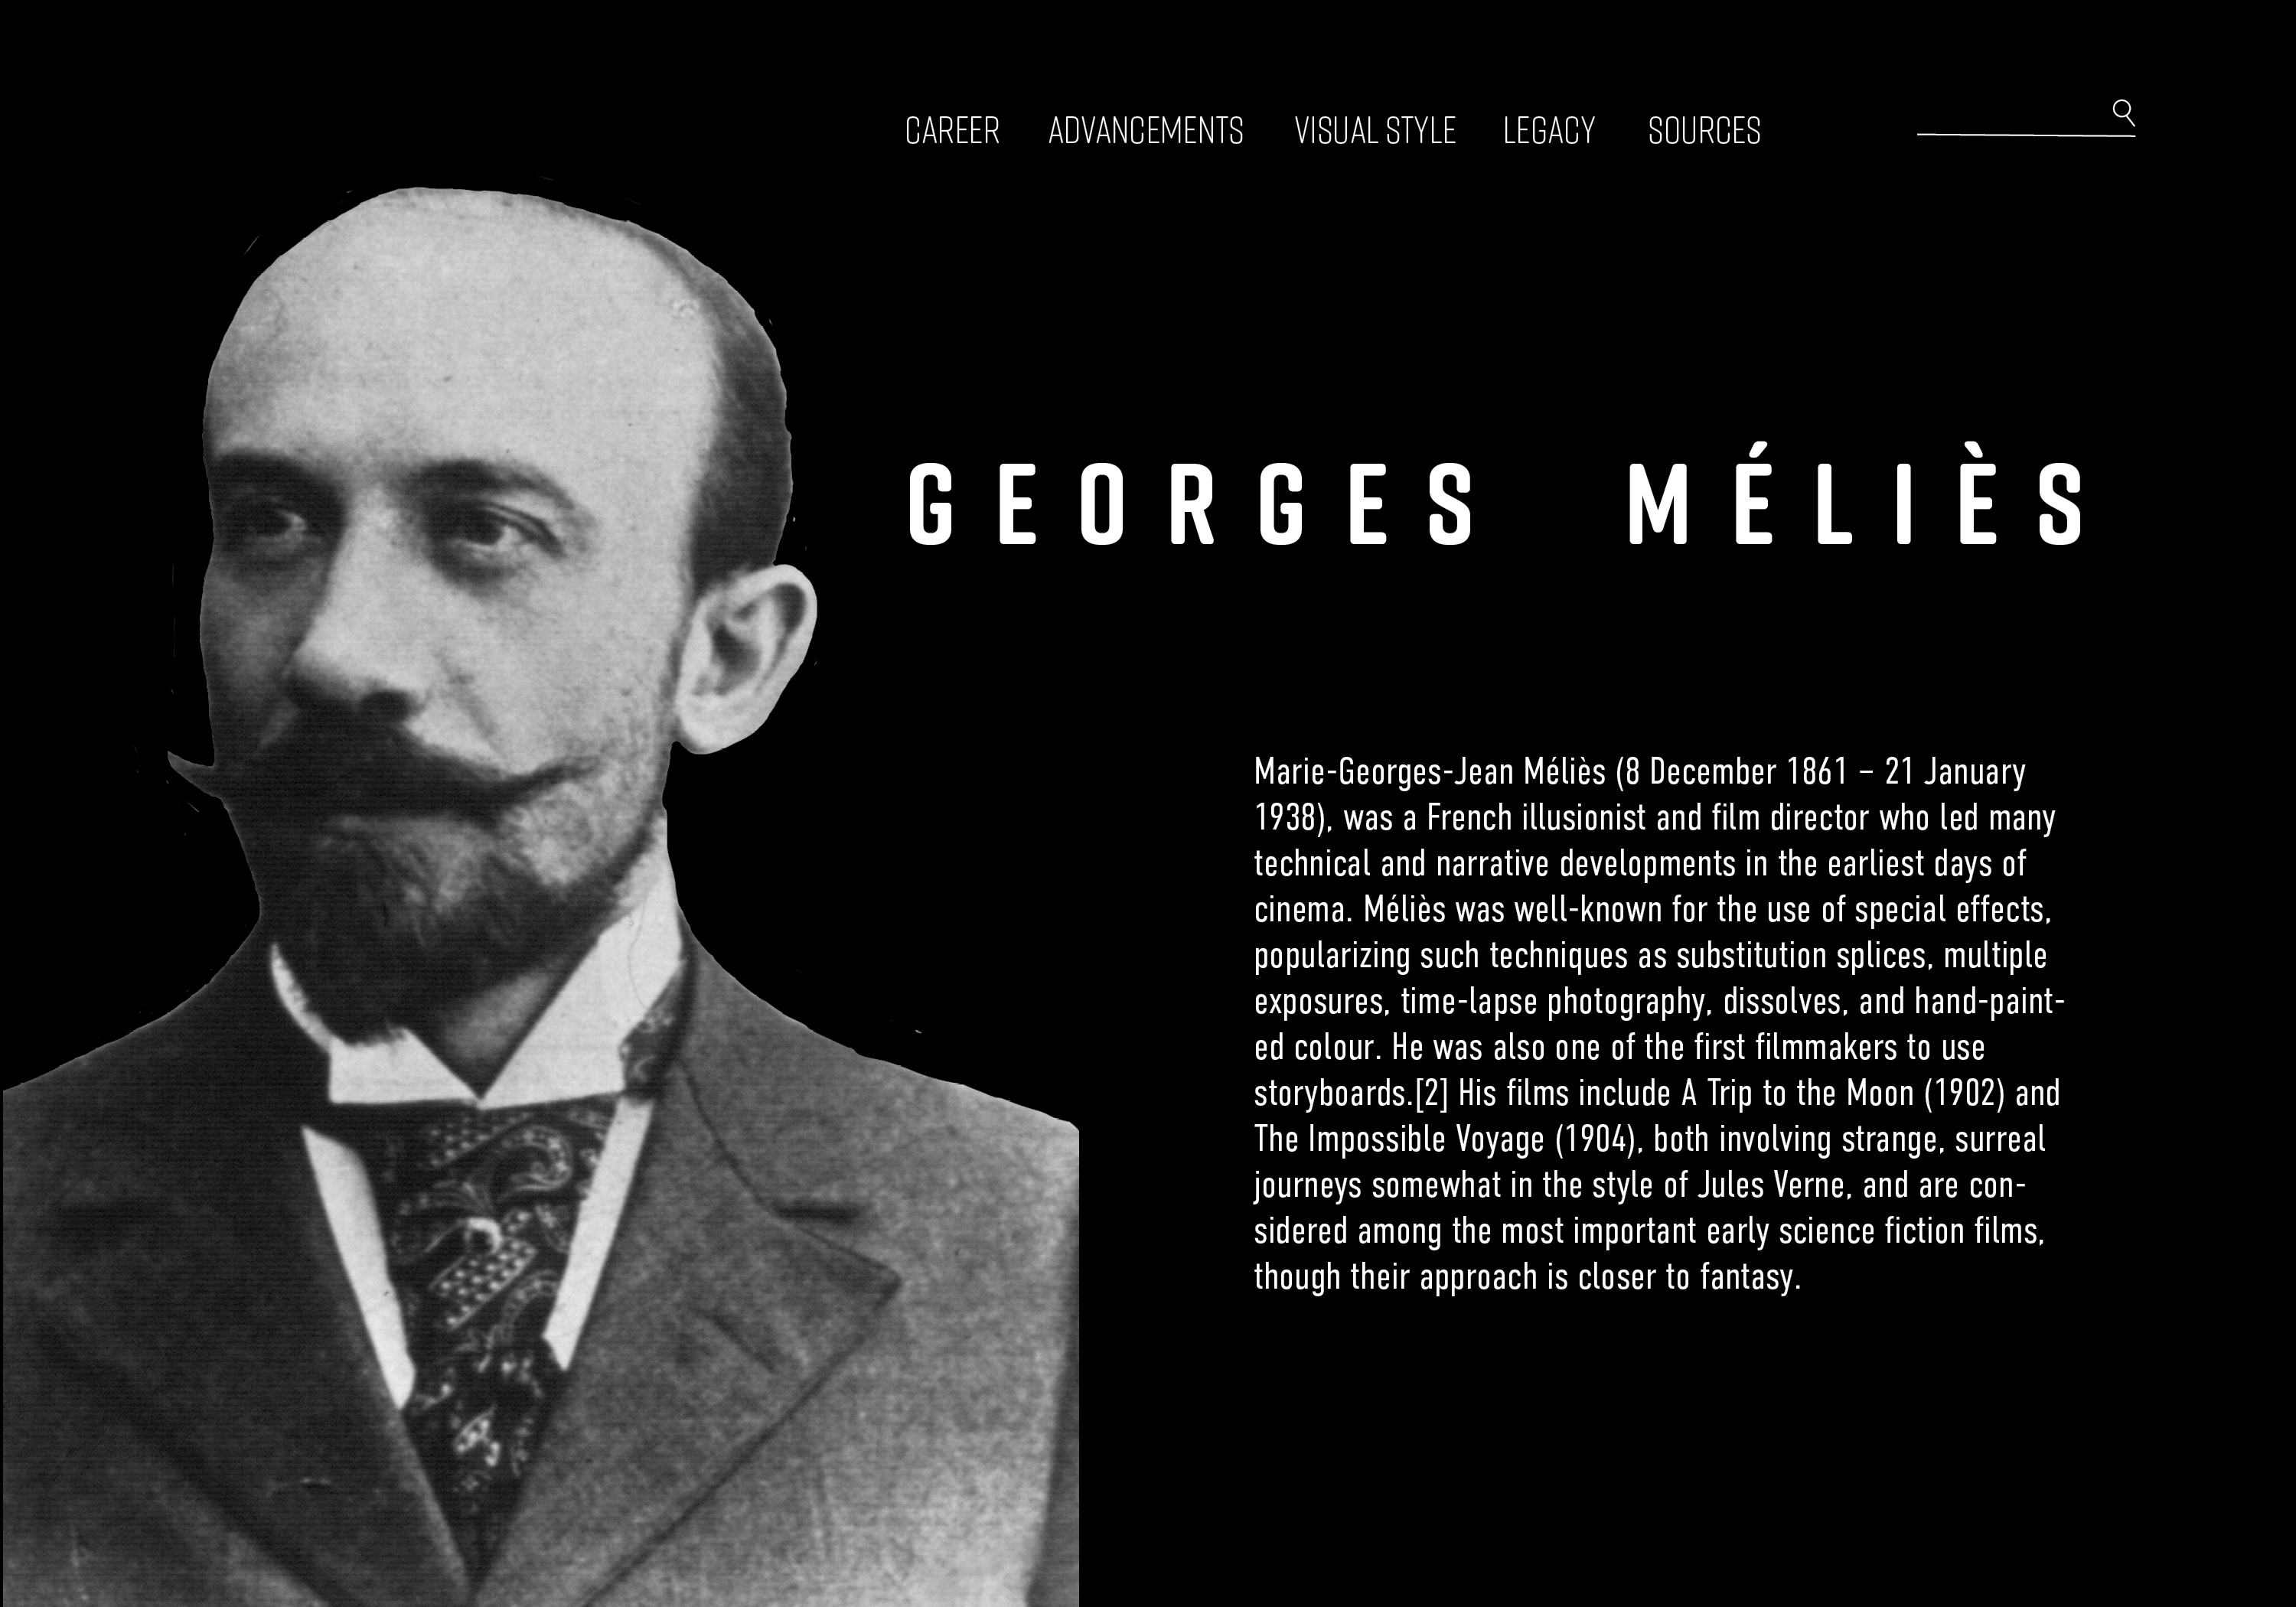 CAREER ADVANCEMENTS VISUAL STYLE LEGACY SOURCES
GEORGES MÉLIÈS
Marie-Georges-Jean Méliès (8 December 1861 – 21 January
1938), was a French illusionist and film director who led many
technical and narrative developments in the earliest days of
cinema. Méliès was well-known for the use of special effects,
popularizing such techniques as substitution splices, multiple
exposures, time-lapse photography, dissolves, and hand-paint-
ed colour. He was also one of the first filmmakers to use
storyboards.[2] His films include A Trip to the Moon (1902) and
The Impossible Voyage (1904), both involving strange, surreal
journeys somewhat in the style of Jules Verne, and are con-
sidered among the most important early science fiction films,
though their approach is closer to fantasy.